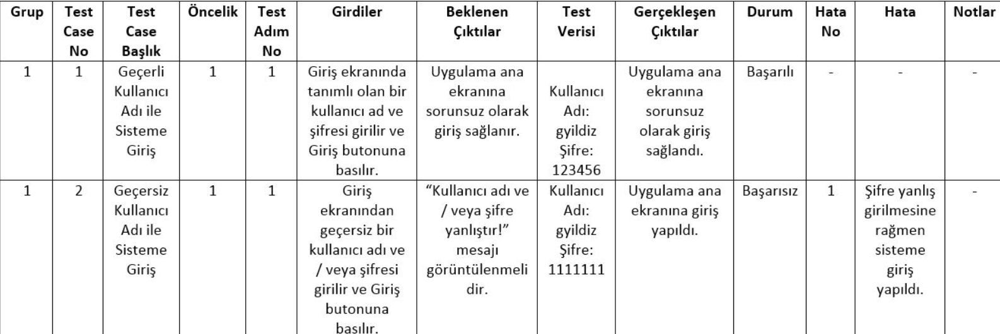 Grup
Test
Case
No
Test
Case
Başlık
Öncelik
Test
Adım
No
Girdiler
Beklenen
Çıktılar
Test
Verisi
Gerçekleşen
Çıktılar
Durum
Hata
No
Hata
Notlar
1
1
Geçerli
Kullanıcı
Adı ile
Sisteme
Giriş
1
1
Giriş ekranında
tanımlı olan bir
kullanıcı ad ve
şifresi girilir ve
Giriş butonuna
basılır.
Uygulama ana
ekranına
sorunsuz olarak
giriş sağlanır.
Kullanıcı
Adı:
gyildiz
Şifre:
123456
Uygulama ana
ekranına
sorunsuz
olarak giriş
sağlandı.
Başarılı
-
-
-
1
2
Geçersiz
Kullanıcı
Adı ile
Sisteme
Giriş
1
1
Giriş
ekranından
geçersiz bir
kullanıcı adı ve
/ veya şifresi
girilir ve Giriş
butonuna
basılır.
“Kullanıcı adı ve
/ veya şifre
yanlıştır!”
mesajı
görüntülenmeli
dir.
Kullanıcı
Adı:
gyildiz
Şifre:
1111111
Uygulama ana
ekranına giriş
yapıldı.
Başarısız
1
Şifre yanlış
girilmesine
rağmen
sisteme
giriş
yapıldı.
-